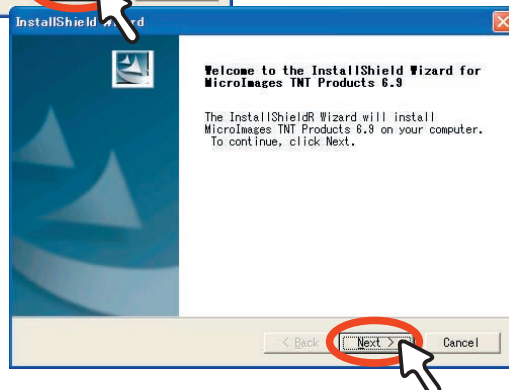 InstallShield Wizard
Welcome to the InstallShield Wizard for
MicroImages TNT Products 6.9
The InstallShieldR Wizard will install
MicroImages TNT Products 6.9 on your computer.
To continue, click Next.
< Back
Next >
Cancel